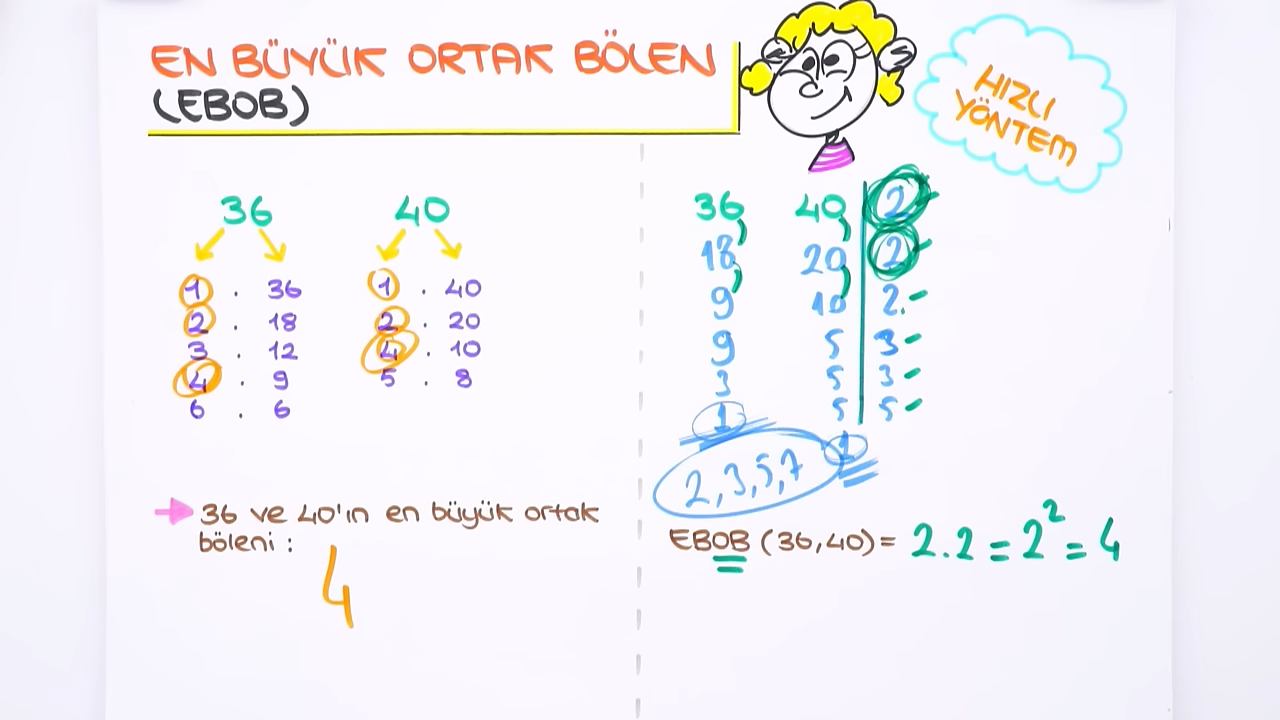 EN BÜYÜK ORTAK BÖLEN
(EBOB)
HIZLI
YÖNTEM
36 40
1 . 36 1 . 40
2 . 18 2 . 20
3 . 12 4 . 10
4 . 9 5 . 8
6 . 6
→ 36 ve 40'ın en büyük ortak
böleni :
4
36 40 2
18 20 2
9 10 2
9 5 3
3 5 3
1 5 5
1
2,3,5,7
EBOB (36,40) = 2.2 = 2² = 4